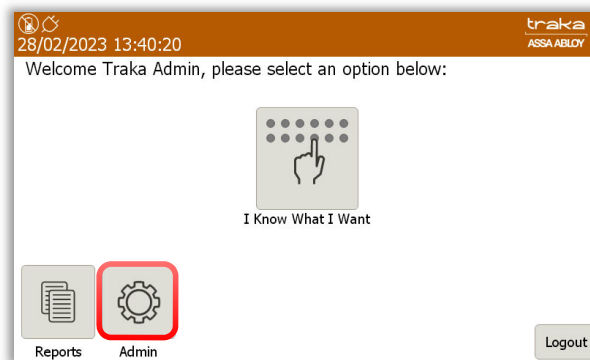 traka
28/02/2023 13:40:20
ASSA ABLOY
Welcome Traka Admin, please select an option below:
I Know What I Want
Reports
Admin
Logout